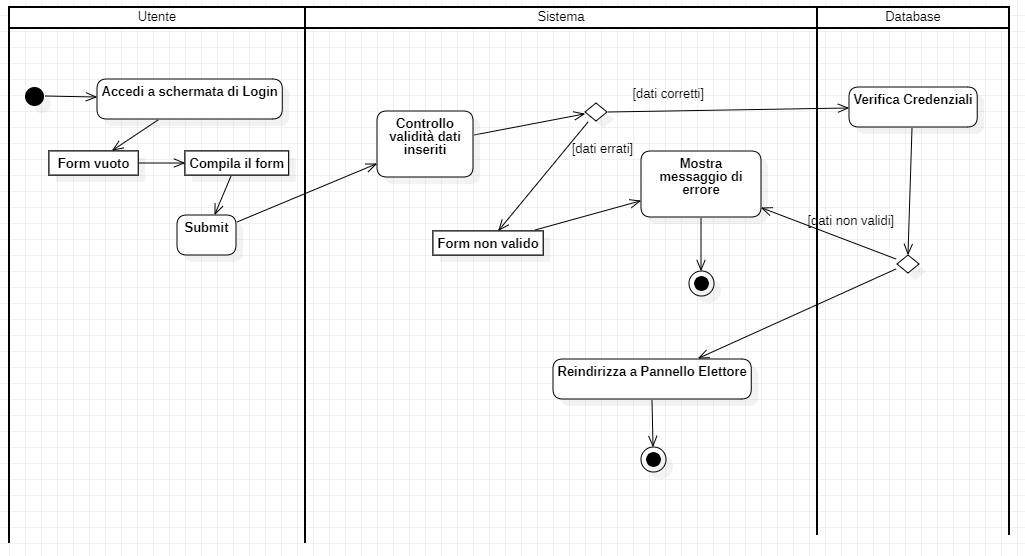 Utente
Sistema
Database
Accedi a schermata di Login
Form vuoto
Compila il form
Submit
Controllo
validità dati
inseriti
[dati corretti]
[dati errati]
Form non valido
Mostra
messaggio di
errore
Verifica Credenziali
[dati non validi]
Reindirizza a Pannello Elettore